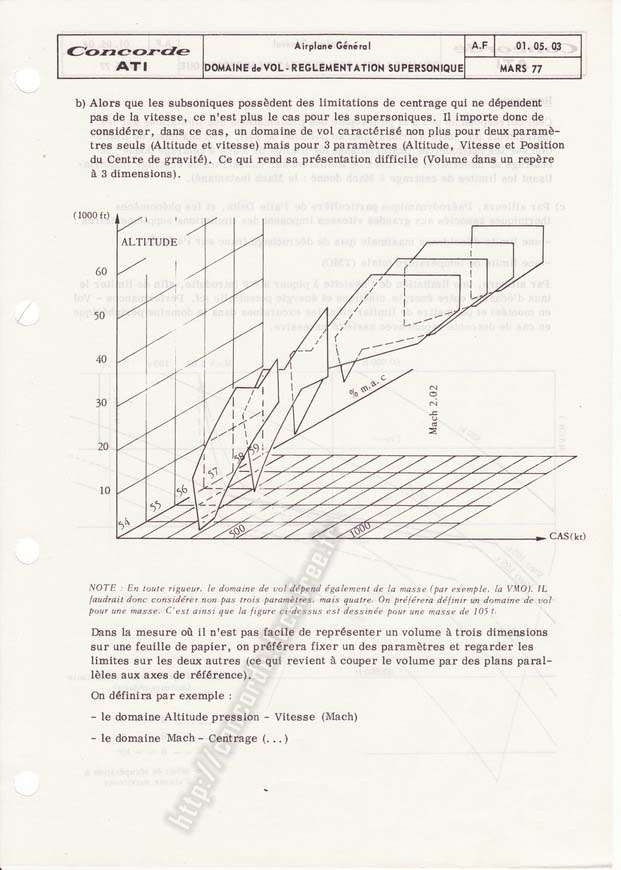 Concorde
ATI
Airplane Général
DOMAINE de VOL - REGLEMENTATION SUPERSONIQUE
A.F
01. 05. 03
MARS 77
b) Alors que les subsoniques possèdent des limitations de centrage qui ne dépendent
pas de la vitesse, ce n'est plus le cas pour les supersoniques. Il importe donc de
considérer, dans ce cas, un domaine de vol caractérisé non plus pour deux paramè-
tres seuls (Altitude et vitesse) mais pour 3 paramètres (Altitude, Vitesse et Position
du Centre de gravité). Ce qui rend sa présentation difficile (Volume dans un repère
à 3 dimensions).
(1000 ft)
ALTITUDE
60
50
40
30
20
10
54
55
56
57
58
59
% m.a.c
Mach 2.02
500
1000
CAS(kt)
NOTE : En toute rigueur, le domaine de vol dépend également de la masse (par exemple, la VMO). IL
faudrait donc considérer non pas trois paramètres, mais quatre. On préférera définir un domaine de vol
pour une masse. C'est ainsi que la figure ci-dessus est dessinée pour une masse de 105 t.
Dans la mesure où il n'est pas facile de représenter un volume à trois dimensions
sur une feuille de papier, on préférera fixer un des paramètres et regarder les
limites sur les deux autres (ce qui revient à couper le volume par des plans paral-
lèles aux axes de référence).
On définira par exemple :
- le domaine Altitude pression - Vitesse (Mach)
- le domaine Mach - Centrage (...)
http://concorde.st.cr.free.fr